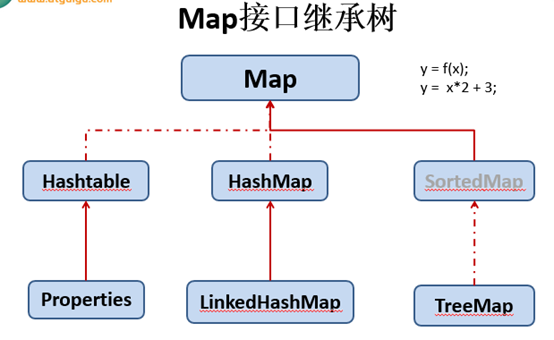 www.atguigu.com
Map接口继承树
Map
y = f(x);
y = x*2 + 3;
Hashtable
HashMap
SortedMap
Properties
LinkedHashMap
TreeMap